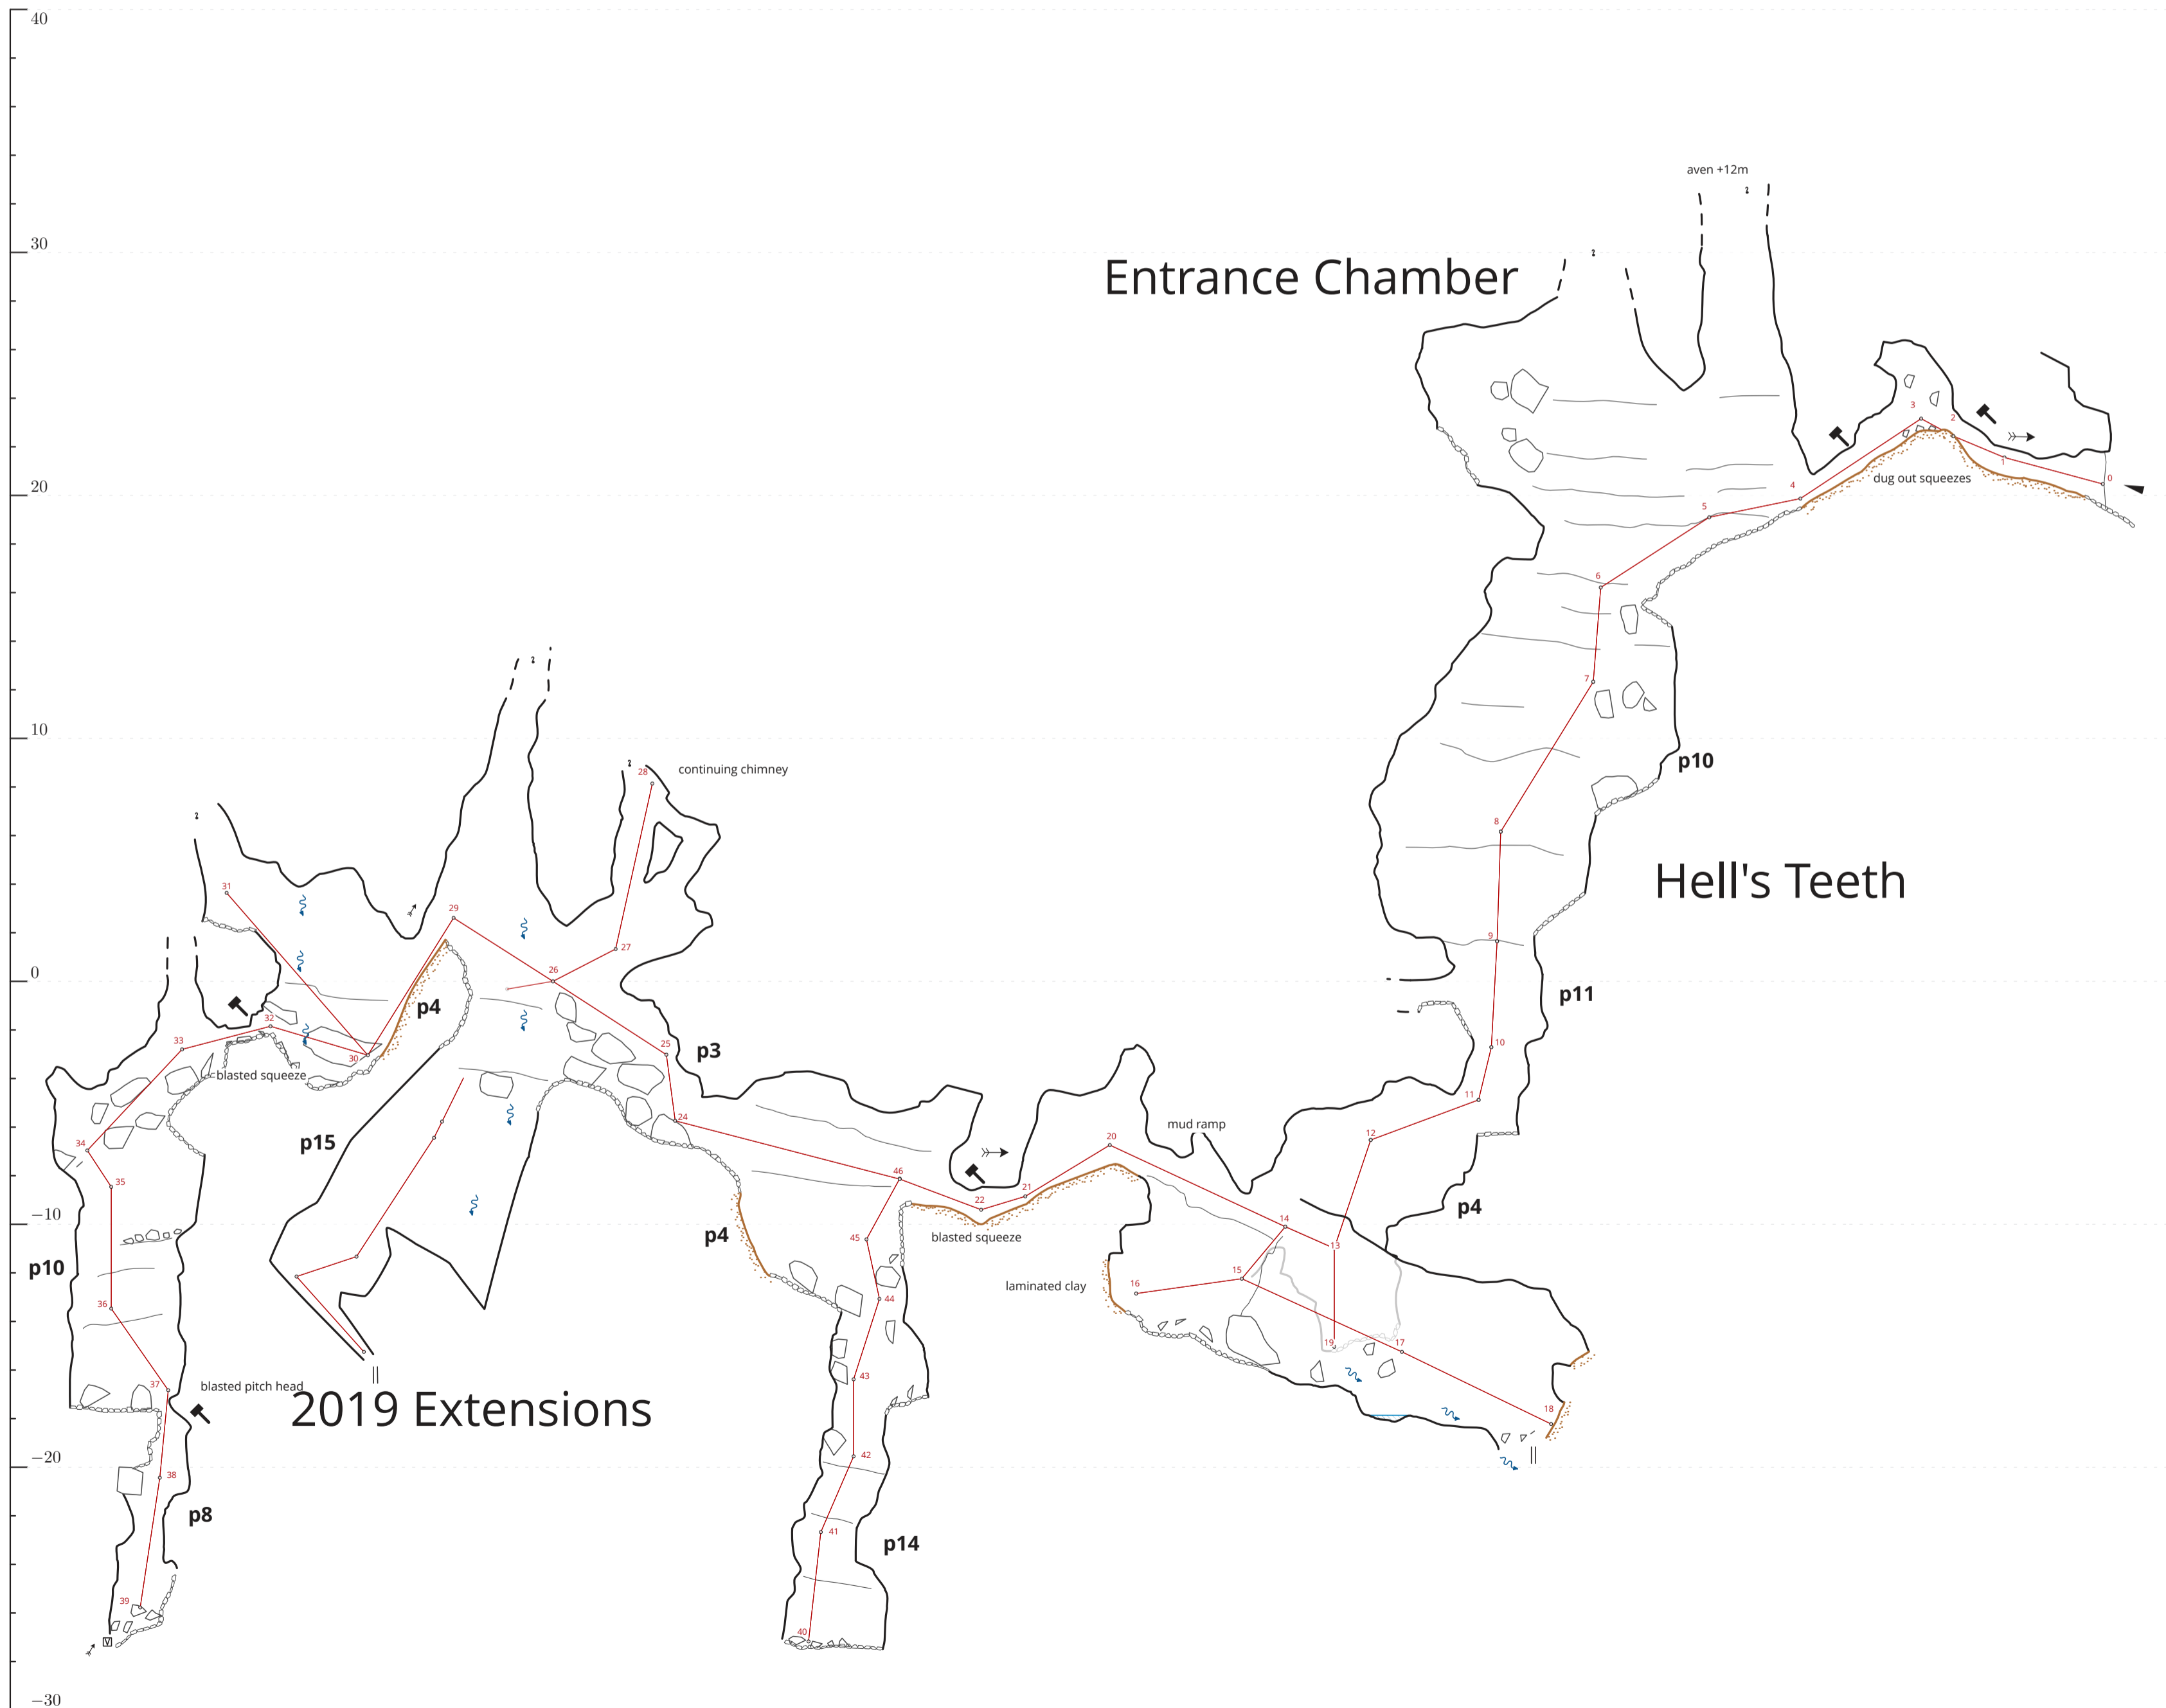 40
aven +12m
30
Entrance Chamber
3
2
20
dug out squeezes
0
1
4
5
6
7
10
p10
28
continuing chimney
8
Hell's Teeth
31
29
9
27
26
0
p4
p11
32
33
30
25
p3
10
blasted squeeze
11
24
mud ramp
20
12
34
p15
46
35
21
22
p4
14
-10
p4
45
blasted squeeze
13
p10
15
laminated clay
16
44
36
19
17
37
blasted pitch head
43
2019 Extensions
18
-20
42
38
p8
41
p14
39
V
40
-30